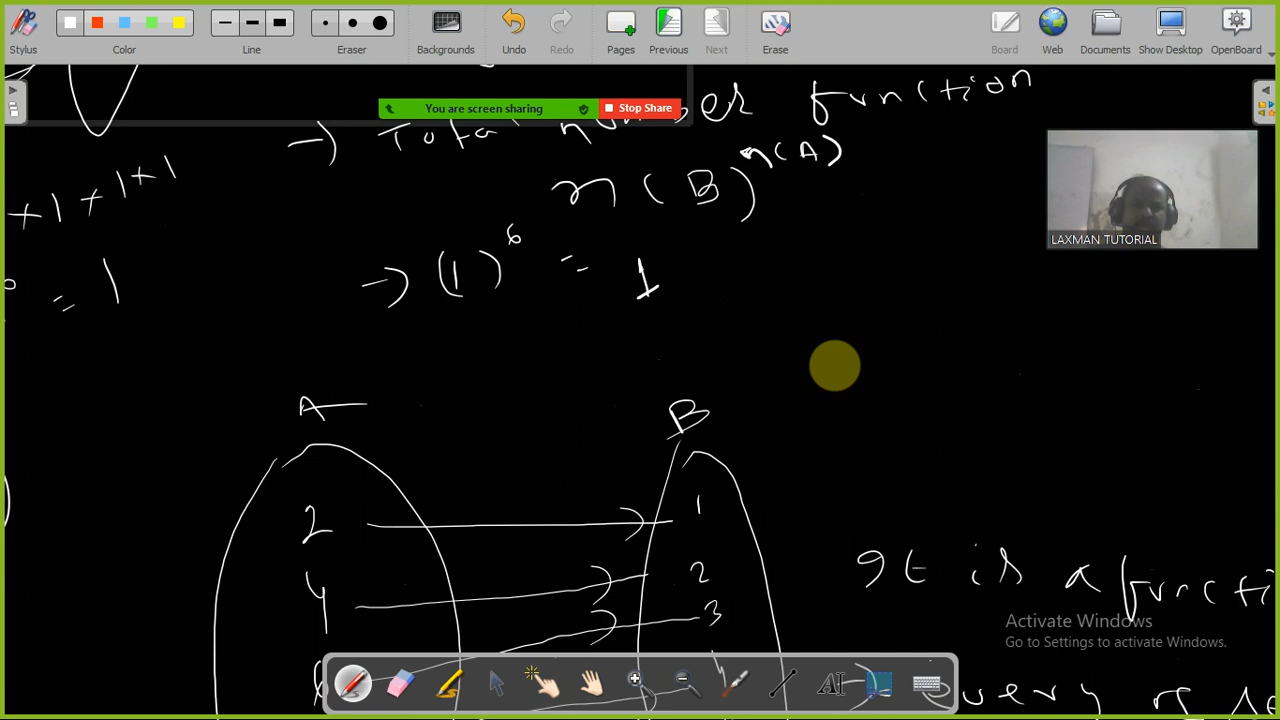 Stylus Color Line Eraser Backgrounds Undo Redo Pages Previous Next Erase Board Web Documents Show Desktop OpenBoard
You are screen sharing Stop Share
→ Total number function
n(B)^n(A)
+1+1+1+1
= 1
→ (1)^6 = 1
LAXMAN TUTORIAL
A B
2 1
4 2
3
It is a functi
Activate Windows
Go to Settings to activate Windows.
AI